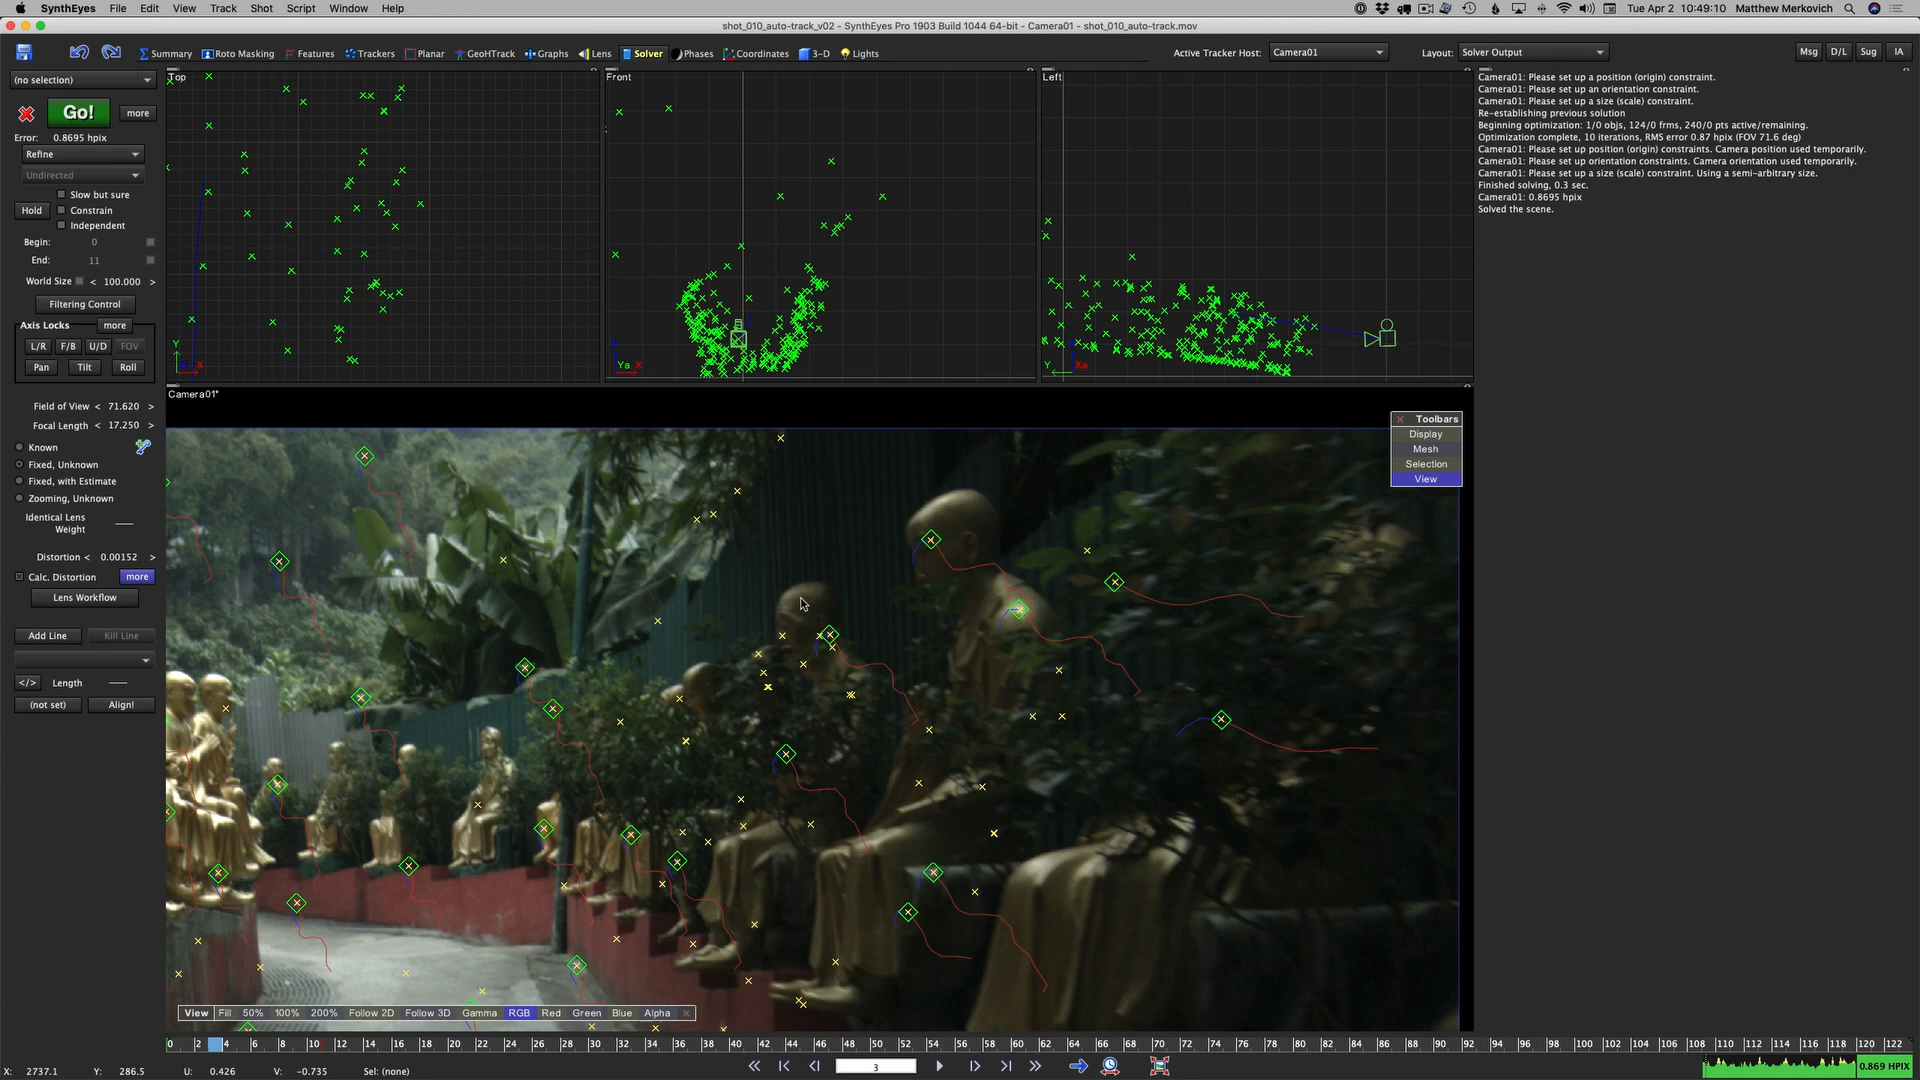 SynthEyes File Edit View Track Shot Script Window Help Tue Apr 2 10:49:10 Matthew Merkovich
shot_010_auto-track_v02 - SynthEyes Pro 1903 Build 1044 64-bit - Camera01 - shot_010_auto-track.mov
Summary Roto Masking Features Trackers Planar GeoHTrack Graphs Lens Solver Phases Coordinates 3-D Lights Active Tracker Host: Camera01 Layout: Solver Output Msg D/L Sug IA
(no selection)
Go! more
Error: 0.8695 hpix
Refine
Undirected
Slow but sure
Hold Constrain
Independent
Begin: 0
End: 11
World Size < 100.000 >
Filtering Control
Axis Locks more
L/R F/B U/D FOV
Pan Tilt Roll
Field of View < 71.620 >
Focal Length < 17.250 >
Known
Fixed, Unknown
Fixed, with Estimate
Zooming, Unknown
Identical Lens
Weight
Distortion < 0.00152 >
Calc. Distortion more
Lens Workflow
Add Line Kill Line
</> Length
(not set) Align!
Top
Y
X
Front
Ya X
Left
Y Xa
Camera01: Please set up a position (origin) constraint.
Camera01: Please set up an orientation constraint.
Camera01: Please set up a size (scale) constraint.
Re-establishing previous solution
Beginning optimization: 1/0 objs, 124/0 frms, 240/0 pts active/remaining.
Optimization complete, 10 iterations, RMS error 0.87 hpix (FOV 71.6 deg)
Camera01: Please set up position (origin) constraints. Camera position used temporarily.
Camera01: Please set up orientation constraints. Camera orientation used temporarily.
Camera01: Please set up a size (scale) constraint. Using a semi-arbitrary size.
Finished solving, 0.3 sec.
Camera01: 0.8695 hpix
Solved the scene.
Camera01*
Toolbars
Display
Mesh
Selection
View
View Fill 50% 100% 200% Follow 2D Follow 3D Gamma RGB Red Green Blue Alpha
0 2 4 6 8 10 12 14 16 18 20 22 24 26 28 30 32 34 36 38 40 42 44 46 48 50 52 54 56 58 60 62 64 66 68 70 72 74 76 78 80 82 84 86 88 90 92 94 96 98 100 102 104 106 108 110 112 114 116 118 120 122
3
0.869 HPIX
X: 2737.1 Y: 286.5 U: 0.426 V: -0.735 Sel: (none)